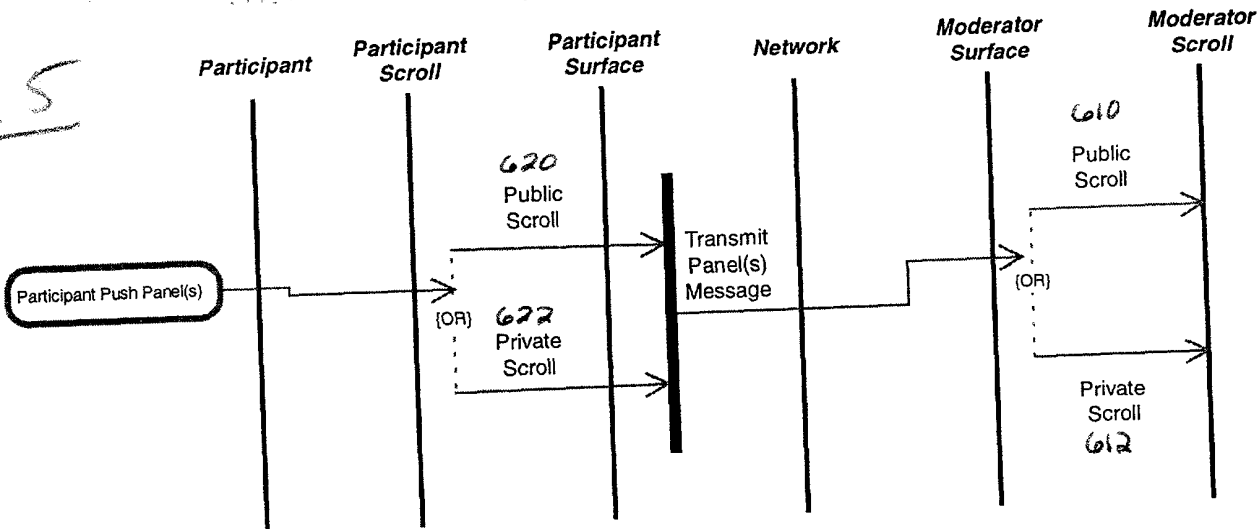 5
Participant
Participant
Scroll
Participant
Surface
Network
Moderator
Surface
Moderator
Scroll
620
Public
Scroll
610
Public
Scroll
Participant Push Panel(s)
{OR}
622
Private
Scroll
Transmit
Panel(s)
Message
{OR}
Private
Scroll
612